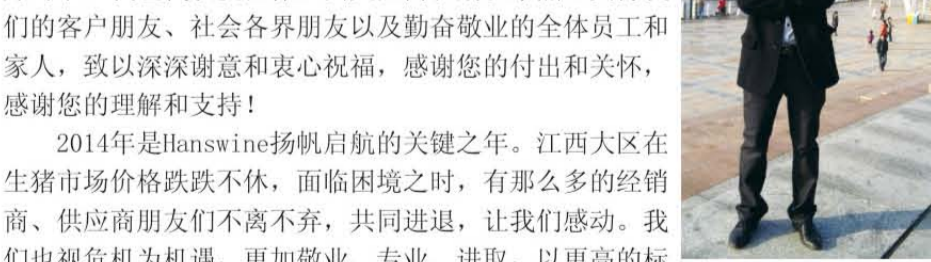 们的客户朋友、社会各界朋友以及勤奋敬业的全体员工和
家人，致以深深谢意和衷心祝福，感谢您的付出和关怀，
感谢您的理解和支持！
2014年是Hanswine扬帆启航的关键之年。江西大区在
生猪市场价格跌跌不休，面临困境之时，有那么多的经销
商、供应商朋友们不离不弃，共同进退，让我们感动。我
们也视危机为机遇，更加敬业、专业、进取，以更高的标